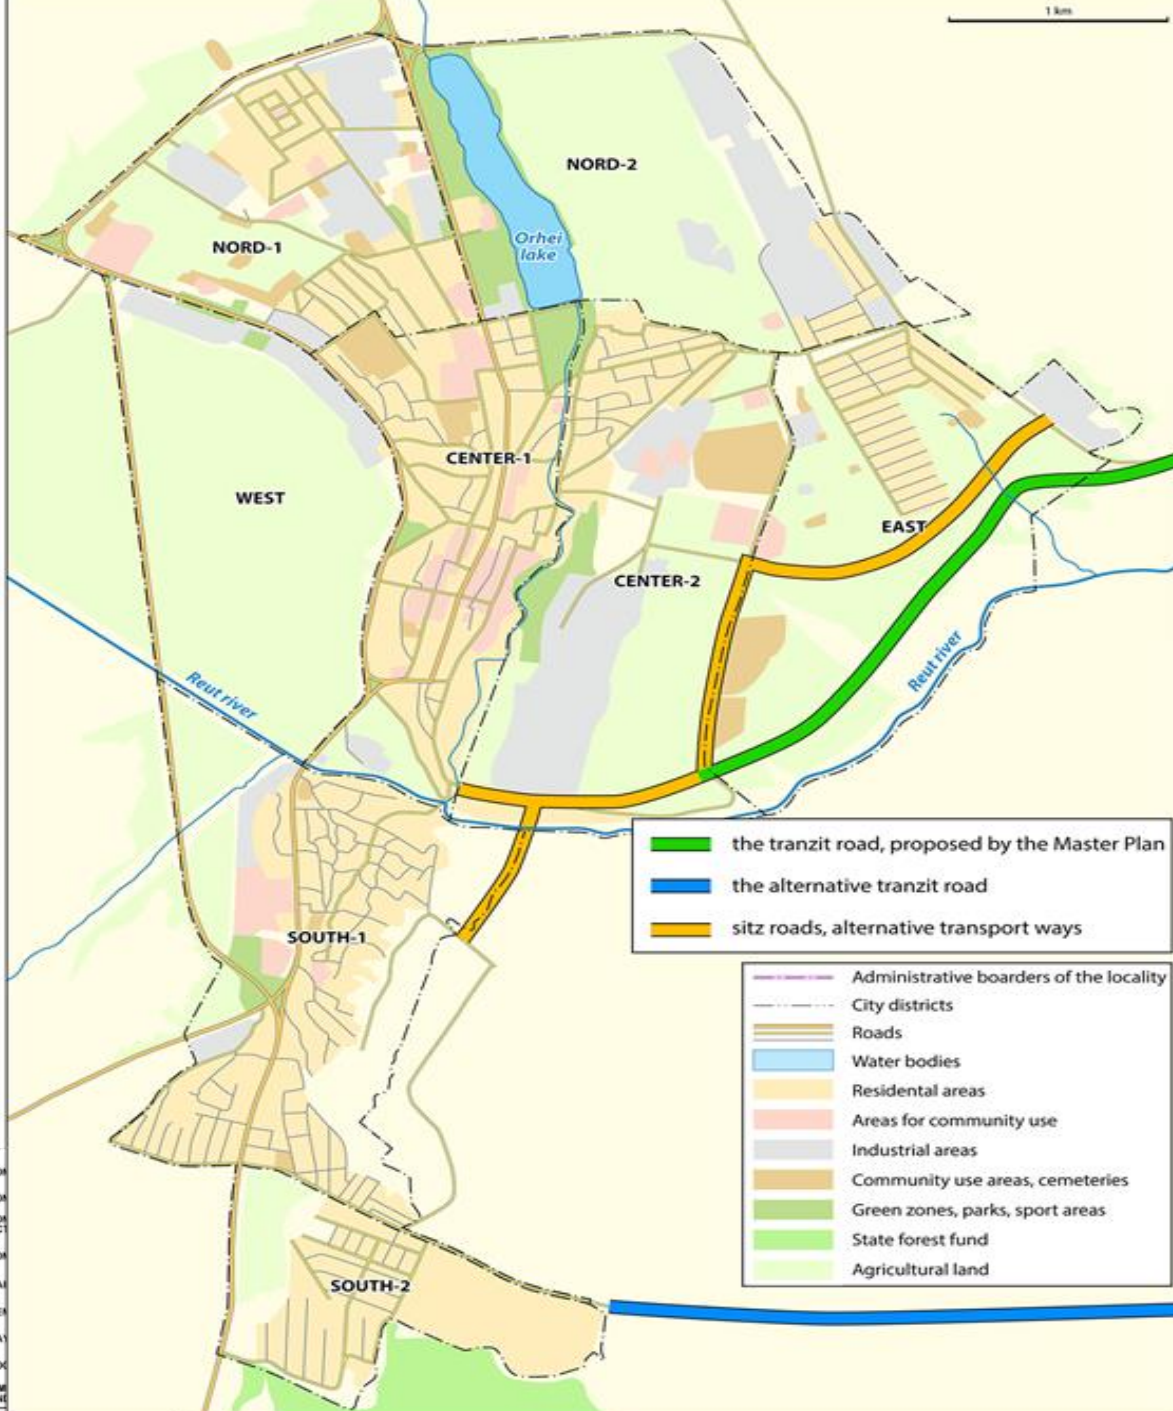 1 km
NORD-2
Orhei
lake
NORD-1
CENTER-1
WEST
EAST
CENTER-2
Reut river
Reut river
the tranzit road, proposed by the Master Plan
the alternative tranzit road
sitz roads, alternative transport ways
SOUTH-1
Administrative boarders of the locality
City districts
Roads
Water bodies
Residental areas
Areas for community use
Industrial areas
Community use areas, cemeteries
Green zones, parks, sport areas
State forest fund
Agricultural land
SOUTH-2